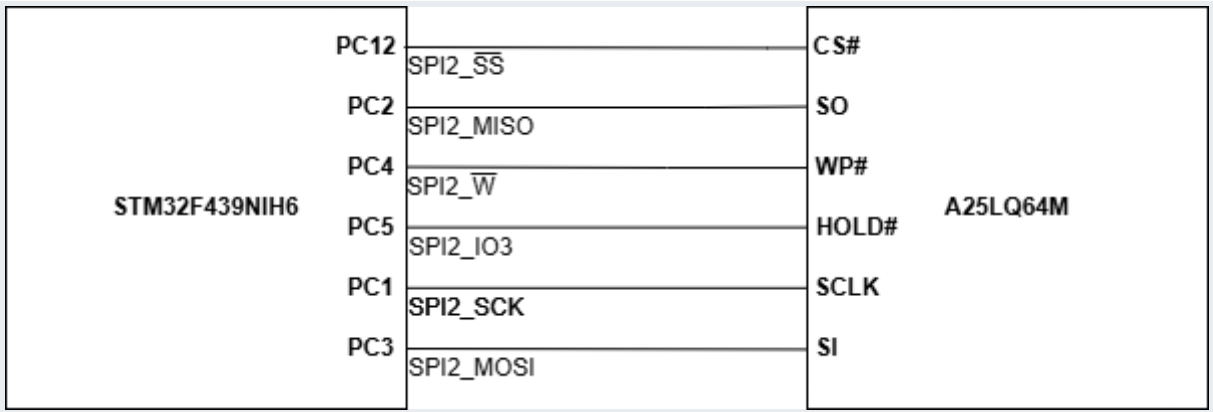 PC12 CS#
SPI2_S̅S̅
PC2 SO
SPI2_MISO
PC4 WP#
SPI2_W̅
STM32F439NIH6 A25LQ64M
PC5 HOLD#
SPI2_IO3
PC1 SCLK
SPI2_SCK
PC3 SI
SPI2_MOSI